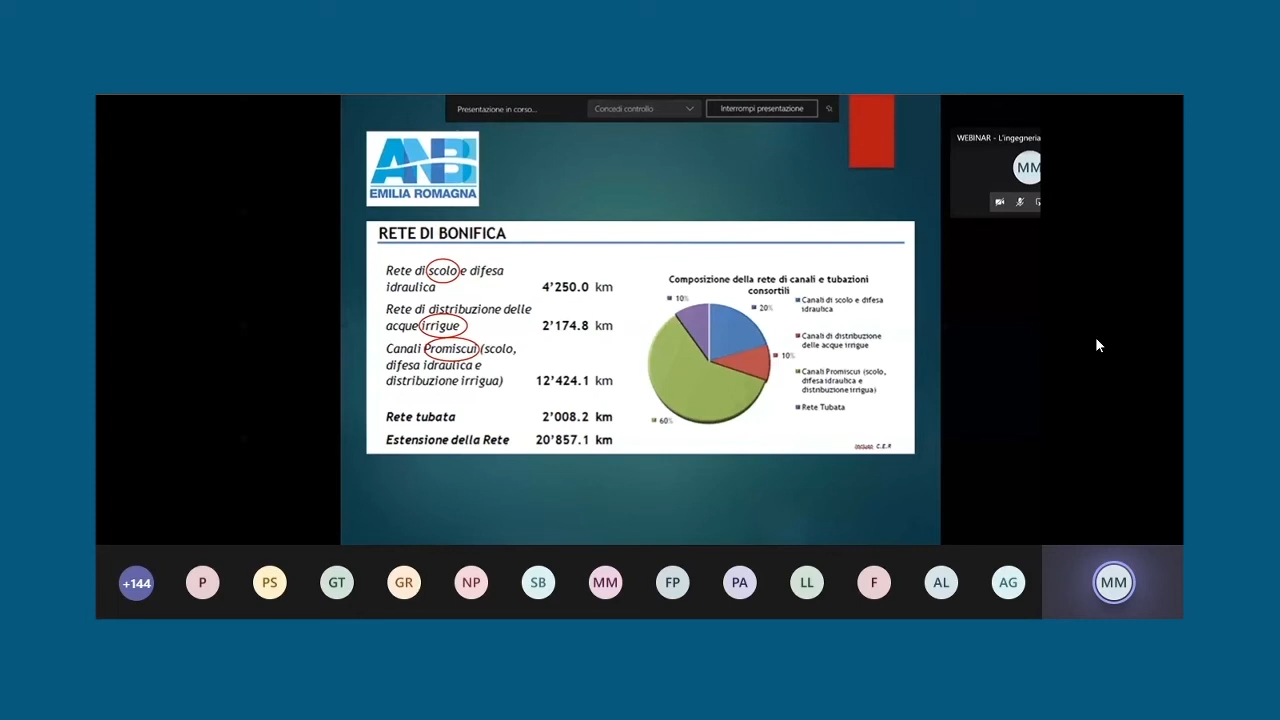 Presentazione in corso...
Concedi controllo
Interrompi presentazione
WEBINAR - L'ingegneria
MM
ANBI
EMILIA ROMAGNA
RETE DI BONIFICA
Rete di scolo e difesa
idraulica 4'250.0 km
Rete di distribuzione delle
acque irrigue 2'174.8 km
Canali Promiscui (scolo,
difesa idraulica e
distribuzione irrigua) 12'424.1 km
Rete tubata 2'008.2 km
Estensione della Rete 20'857.1 km
Composizione della rete di canali e tubazioni
consortili
10%
20%
10%
60%
Canali di scolo e difesa
idraulica
Canali di distribuzione
delle acque irrigue
Canali Promiscui (scolo,
difesa idraulica e
distribuzione irrigua)
Rete Tubata
incluso C.E.R
+144
P
PS
GT
GR
NP
SB
MM
FP
PA
LL
F
AL
AG
MM